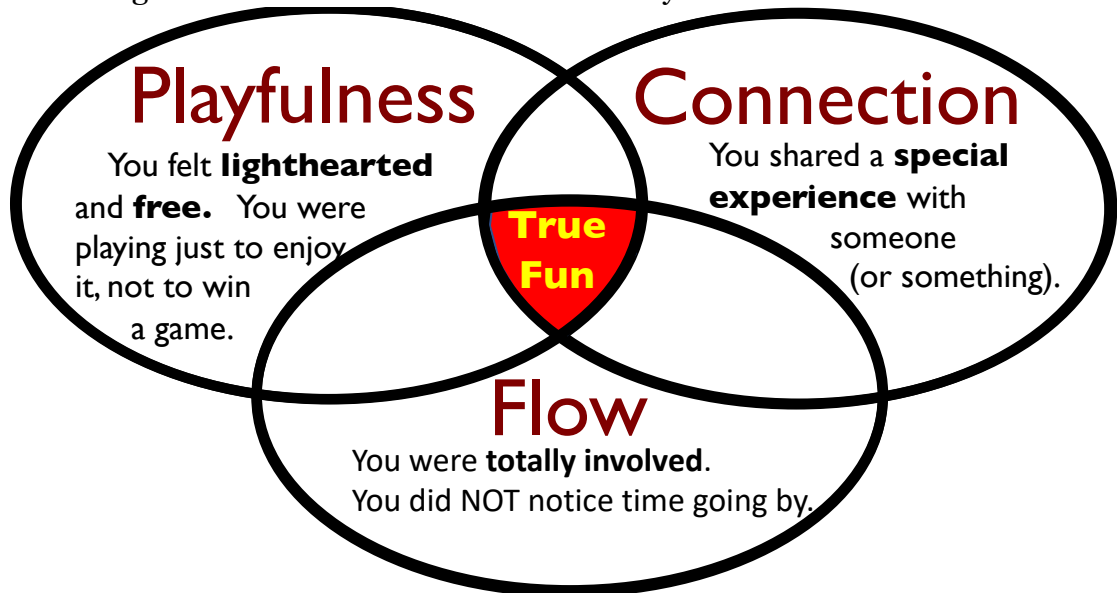 Playfulness
You felt lighthearted
and free. You were
playing just to enjoy
it, not to win
a game.
Connection
You shared a special
experience with
someone
(or something).
True
Fun
Flow
You were totally involved.
You did NOT notice time going by.